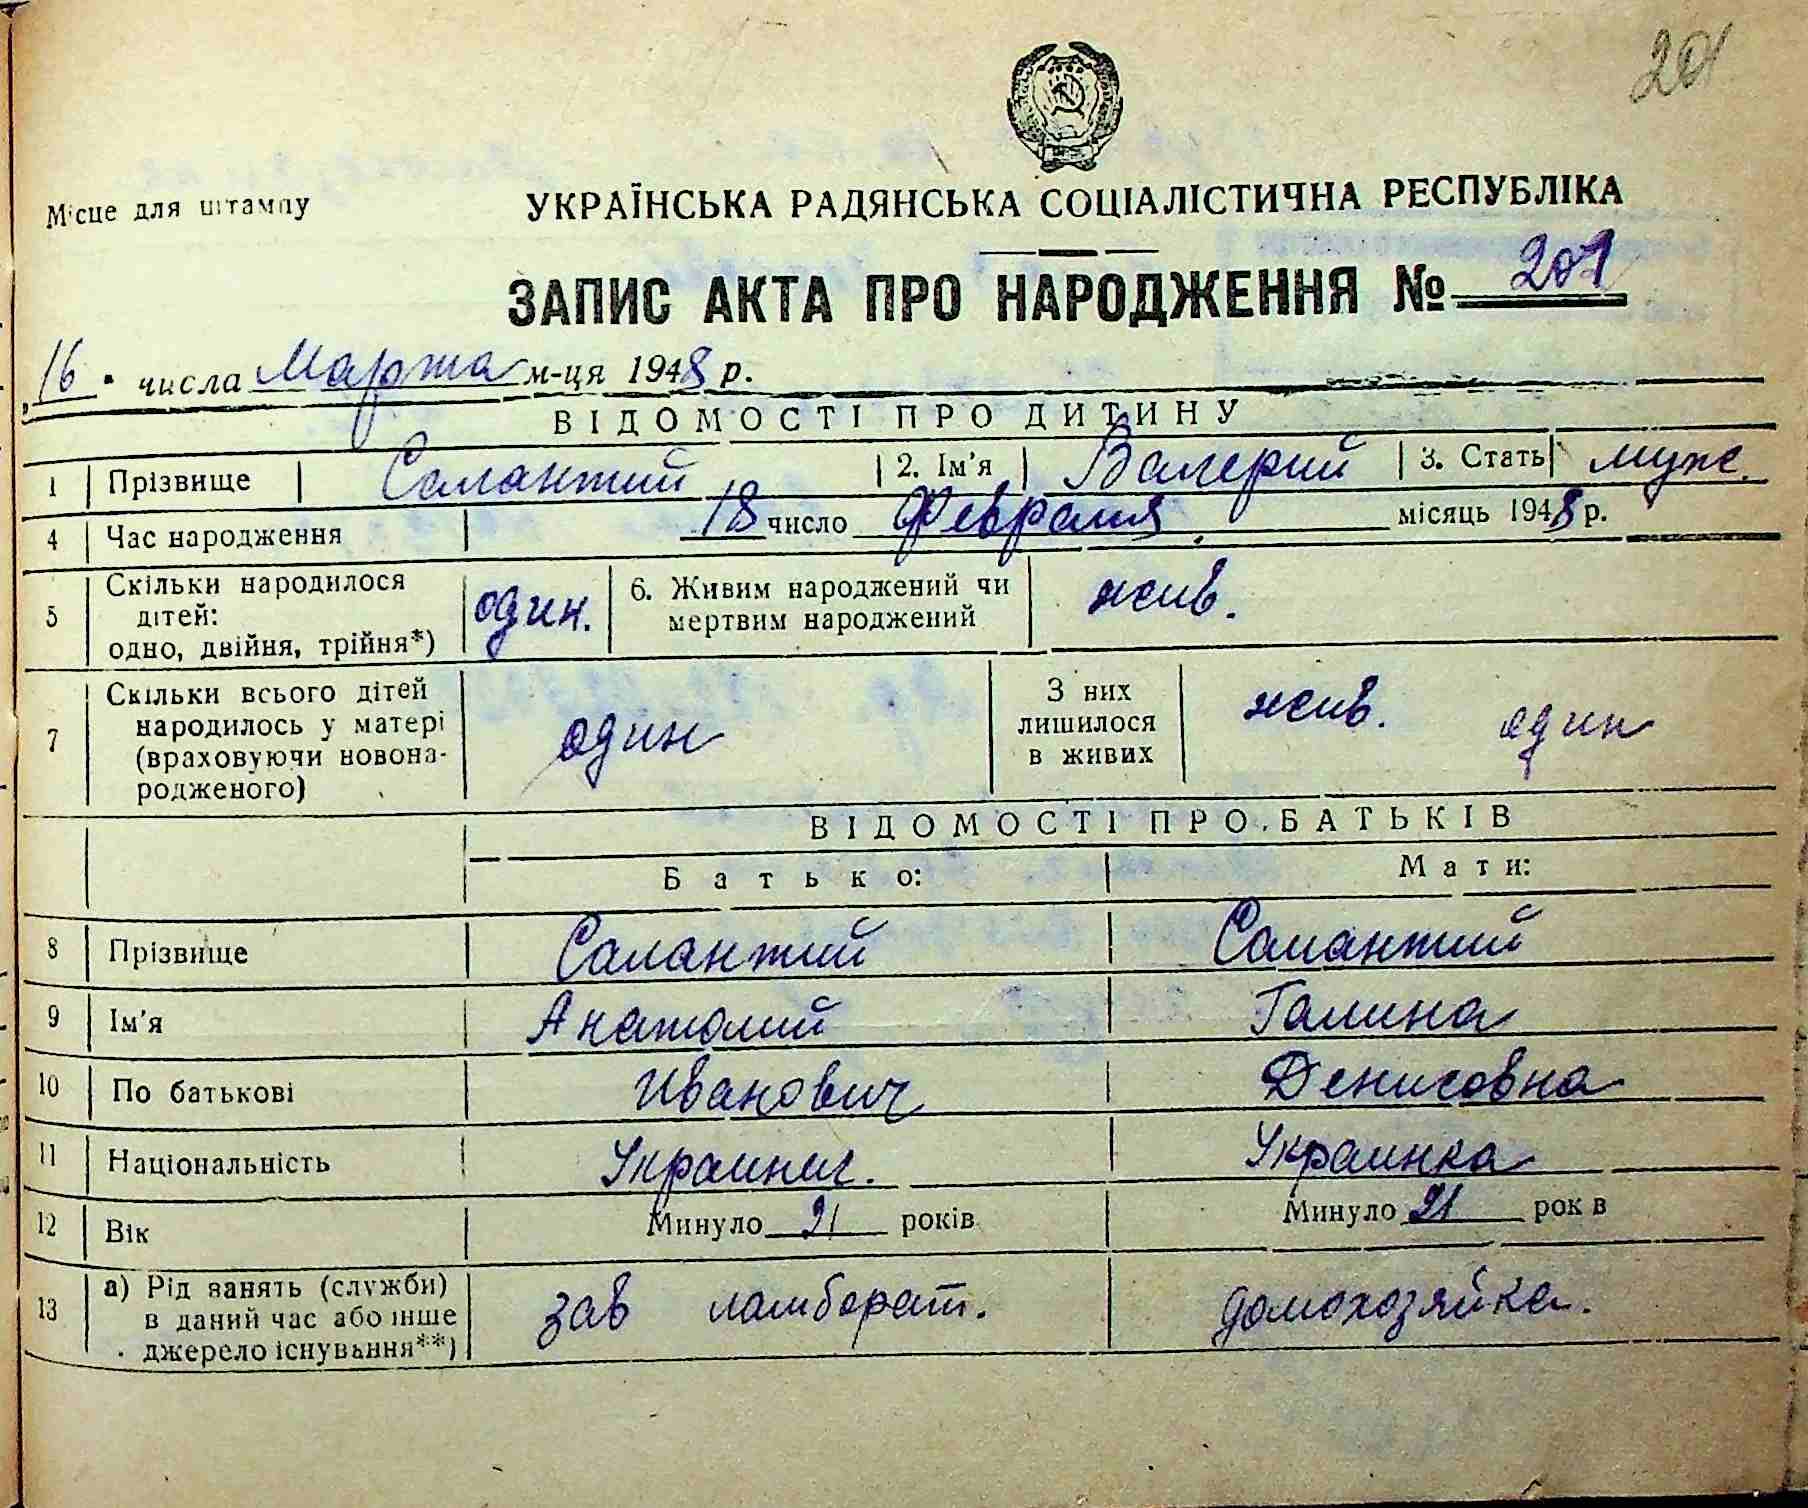 201
Місце для штампу
УКРАЇНСЬКА РАДЯНСЬКА СОЦІАЛІСТИЧНА РЕСПУБЛІКА
ЗАПИС АКТА ПРО НАРОДЖЕННЯ № 201
16 числа Марта м-ця 1948 р.
ВІДОМОСТІ ПРО ДИТИНУ
1 Прізвище Салантий 2. Ім'я Валерий 3. Стать муж.
4 Час народження 18 число Февраля місяць 1948 р.
5 Скільки народилося дітей: одно, двійня, трійня*) один. 6. Живим народжений чи мертвим народжений жив.
7 Скільки всього дітей народилось у матері (враховуючи новонародженого) один З них лишилося в живих жив. один
ВІДОМОСТІ ПРО БАТЬКІВ
Батько: Мати:
8 Прізвище Салантий Салантий
9 Ім'я Анатолий Галина
10 По батькові Иванович Денисовна
11 Національність Украинец. Украинка
12 Вік Минуло 21 років Минуло 21 рок в
13 а) Рід занять (служби) в даний час або інше джерело існування**) зав ламборат. домохозяйка.